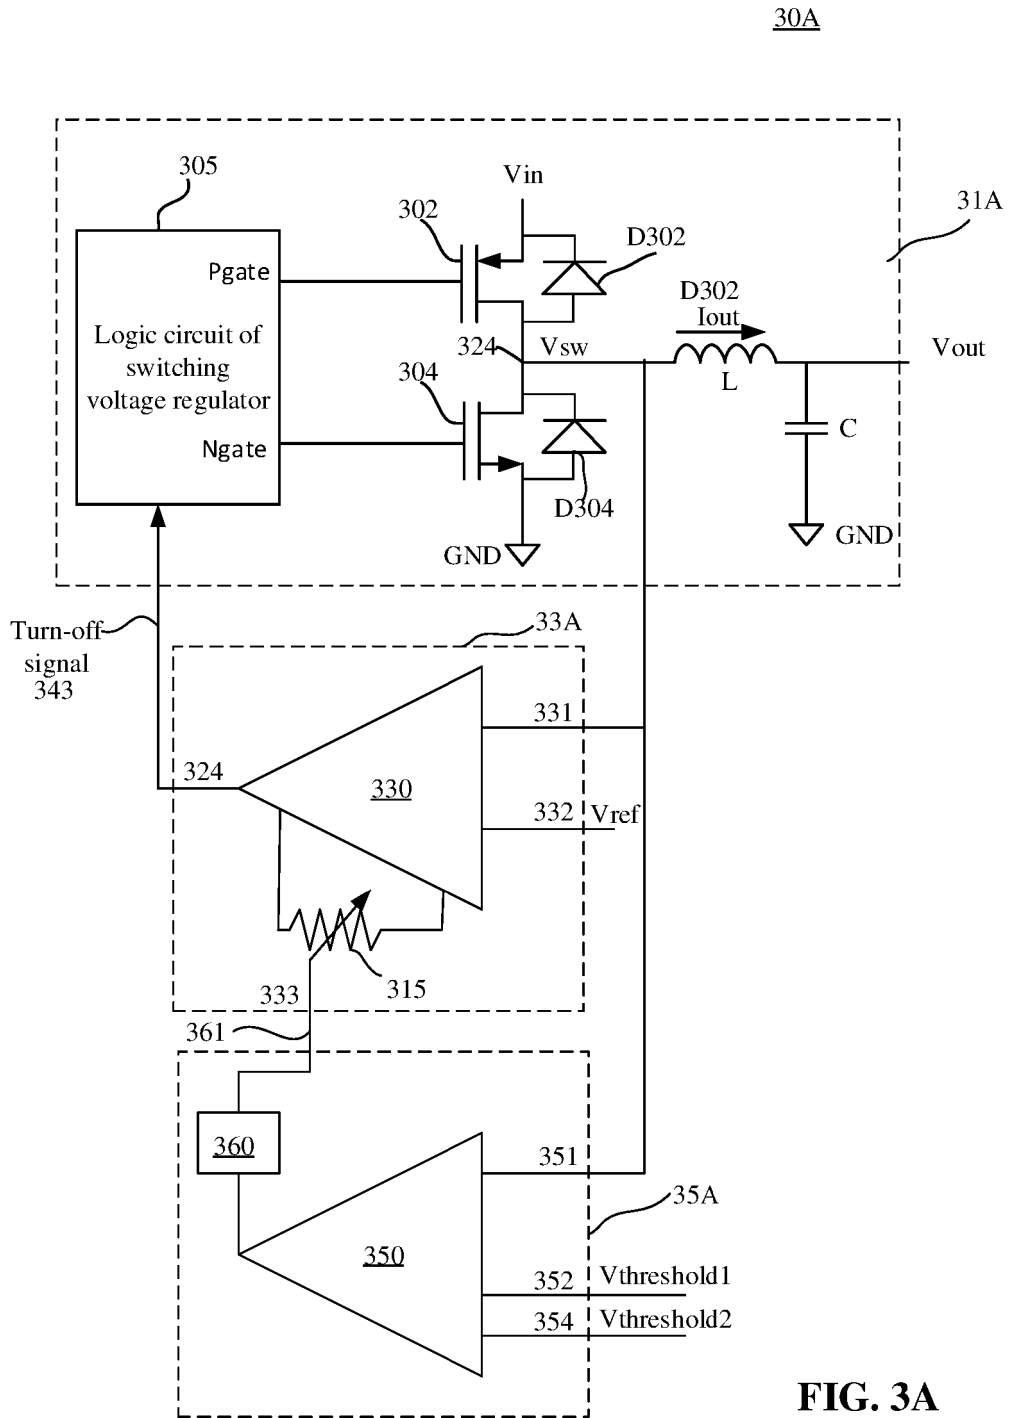 30A
305
Vin
31A
302
D302
Pgate
D302
Iout
Logic circuit of
switching
voltage regulator
324
Vsw
Vout
304
L
C
Ngate
D304
GND
GND
Turn-off
signal
343
33A
331
324
330
332
Vref
315
333
361
360
351
35A
350
352
Vthreshold1
354
Vthreshold2
FIG. 3A